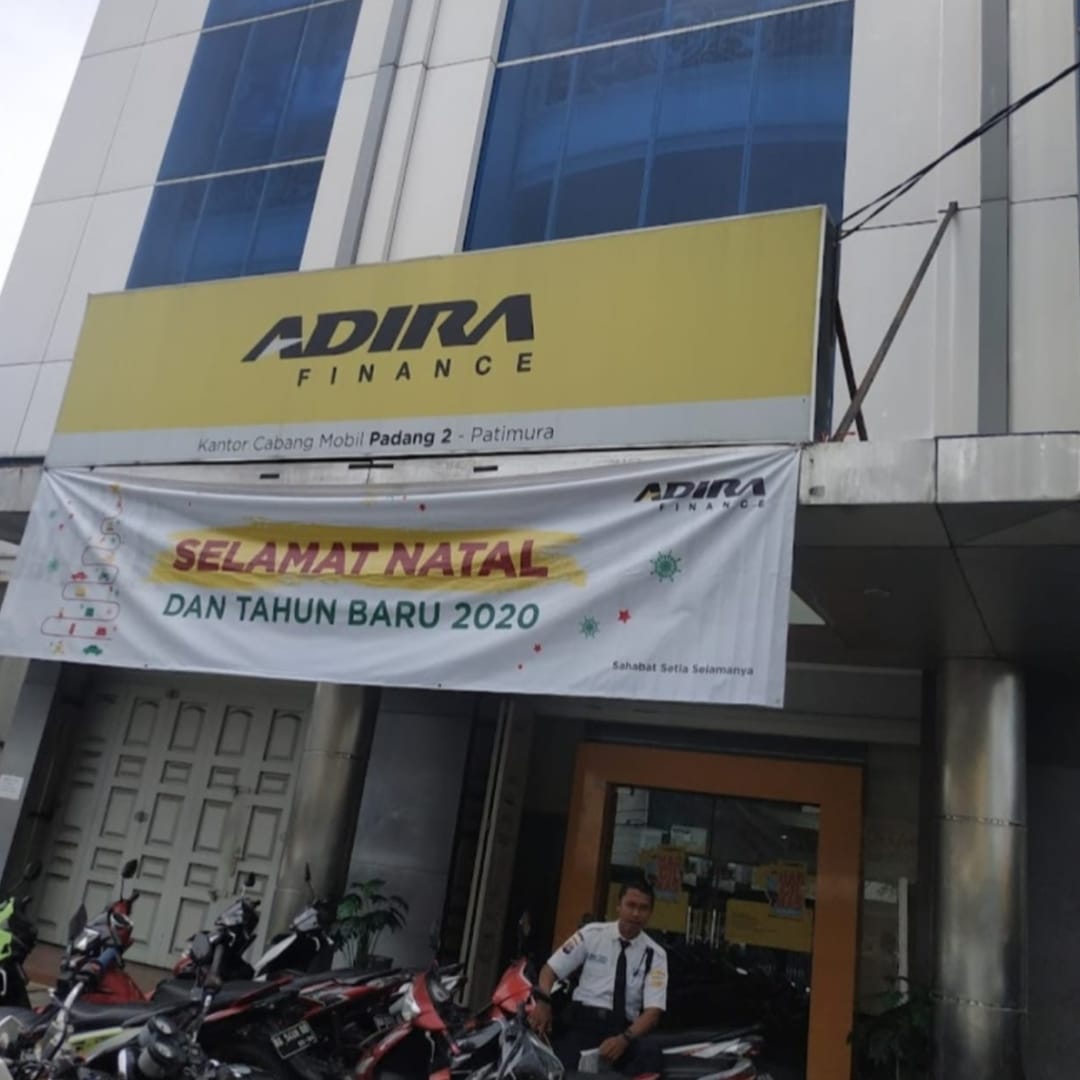 ADIRA
FINANCE
Kantor Cabang Mobil Padang 2 - Patimura
ADIRA
FINANCE
SELAMAT NATAL
DAN TAHUN BARU 2020
Sahabat Setia Selamanya